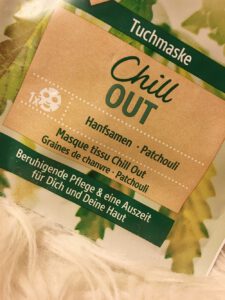 Tuchmaske
Chill
OUT
1x
Hanfsamen · Patchouli
Masque tissu Chill Out
Graines de chanvre · Patchouli
Beruhigende Pflege & eine Auszeit
für Dich und Deine Haut